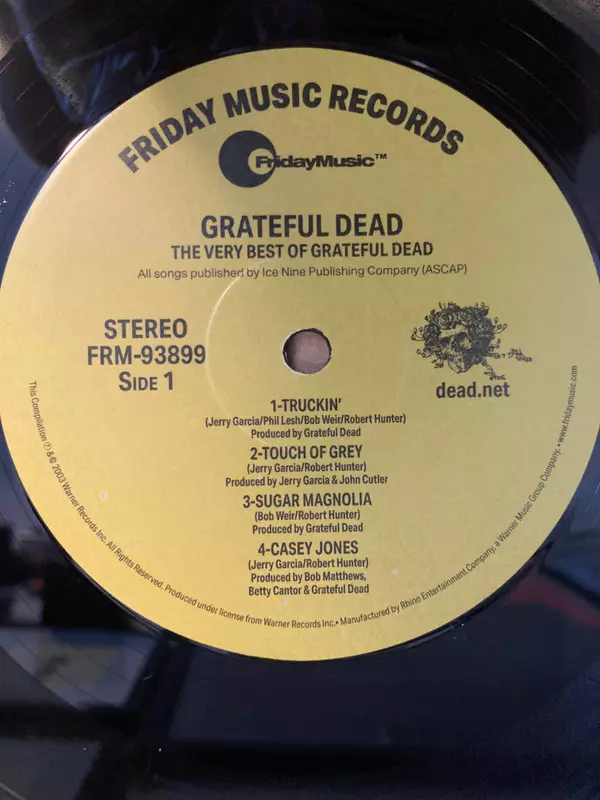 FRIDAY MUSIC RECORDS
FridayMusic™
GRATEFUL DEAD
THE VERY BEST OF GRATEFUL DEAD
All songs published by Ice Nine Publishing Company (ASCAP)
STEREO
FRM-93899
SIDE 1
dead.net
1-TRUCKIN'
(Jerry Garcia/Phil Lesh/Bob Weir/Robert Hunter)
Produced by Grateful Dead
2-TOUCH OF GREY
(Jerry Garcia/Robert Hunter)
Produced by Jerry Garcia & John Cutler
3-SUGAR MAGNOLIA
(Bob Weir/Robert Hunter)
Produced by Grateful Dead
4-CASEY JONES
(Jerry Garcia/Robert Hunter)
Produced by Bob Matthews,
Betty Cantor & Grateful Dead
This Compilation ℗ & © 2003 Warner Records Inc. All Rights Reserved. Produced under license from Warner Records Inc. • Manufactured by Rhino Entertainment Company, a Warner Music Group Company. • www.fridaymusic.com